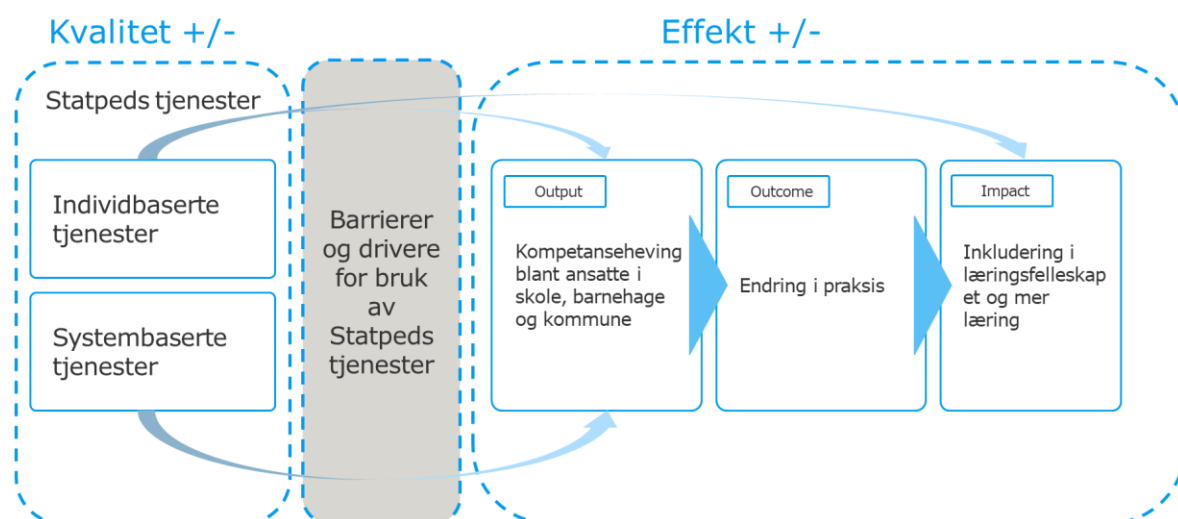 Kvalitet +/-
Effekt +/-
Statpeds tjenester
Individbaserte
tjenester
Systembaserte
tjenester
Barrierer
og drivere
for bruk
av
Statpeds
tjenester
Output
Kompetanseheving
blant ansatte i
skole, barnehage
og kommune
Outcome
Endring i praksis
Impact
Inkludering i
læringsfelleskap
et og mer
læring